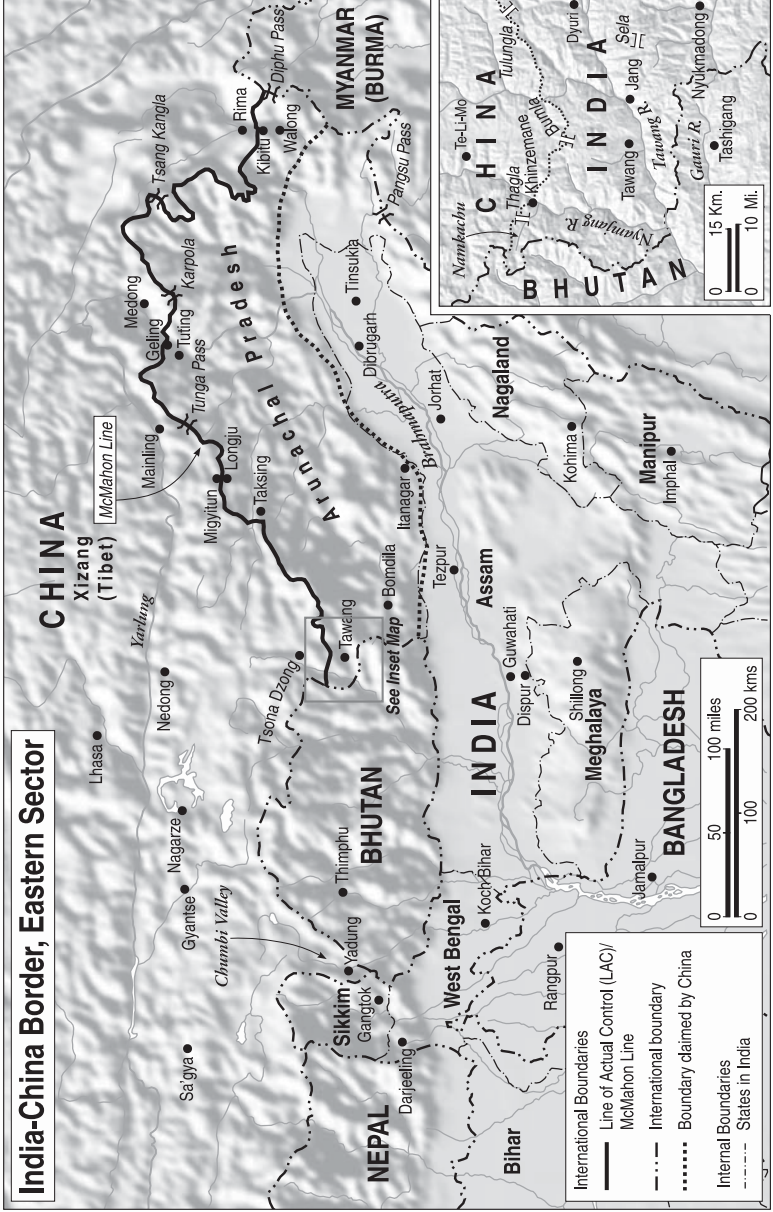 India-China Border, Eastern Sector
CHINA
Xizang
(Tibet)
McMahon Line
Lhasa
Yarlung
Nedong
Nagarze
Gyantse
Sa'gya
Chumbi Valley
Yadung
Tsona Dzong
Mainling
Migyitun
Longju
Taksing
Tunga Pass
Medong
Geling
Tuting
Karpola
Tsang Kangla
Rima
Kibitu
Walong
Diphu Pass
MYANMAR
(BURMA)
Pangsu Pass
Arunachal Pradesh
Tawang
See Inset Map
Bomdila
Itanagar
Tinsukia
Dibrugarh
Brahmapurra
Jorhat
Tezpur
Assam
Nagaland
Kohima
Manipur
Imphal
NEPAL
Sikkim
Gangtok
Darjeeling
BHUTAN
Thimphu
INDIA
Guwahati
Dispur
Shillong
Meghalaya
West Bengal
Koch Bihar
Bihar
Rangpur
Jamalpur
BANGLADESH
International Boundaries
Line of Actual Control (LAC)/
McMahon Line
International boundary
Boundary claimed by China
Internal Boundaries
States in India
0 50 100 miles
0 100 200 kms
CHINA
Te-Li-Mo
Tulungla
Namkachu
Thagla
Khinzemane
Bumla
INDIA
Dyuri
Sela
Jang
Tawang
Tawang R.
Nyamjang R.
Gauri R.
Nyukmadong
Tashigang
BHUTAN
0 15 Km.
0 10 Mi.